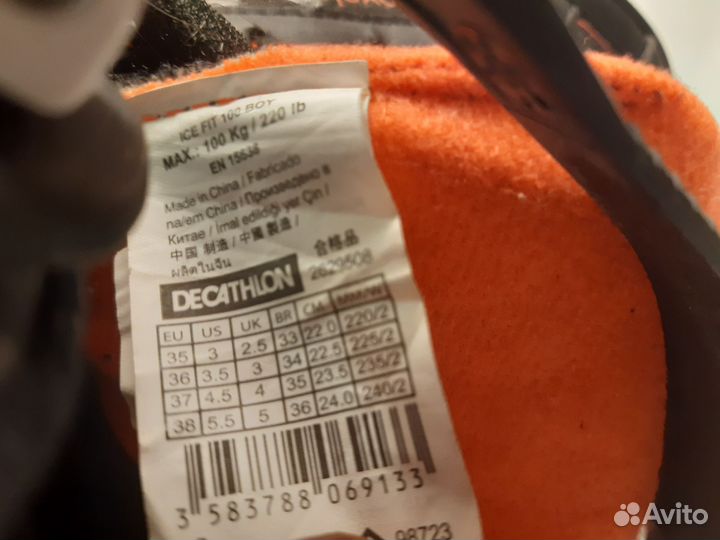 ICE FIT 100 BOY
MAX.: 100 Kg / 220 lb
EN 15638
Made in China / Fabricado
na/em China / Произведено в
Китае / İmal edildiği yer Çin /
中国 制造 / 中國 製造 /
ผลิตในจีน
合格品
DECATHLON 2629508
EU US UK BR CM MM/W
35 3 2.5 33 22.0 220/2
36 3.5 3 34 22.5 225/2
37 4.5 4 35 23.5 235/2
38 5.5 5 36 24.0 240/2
3 583788 069133
98723
Avito